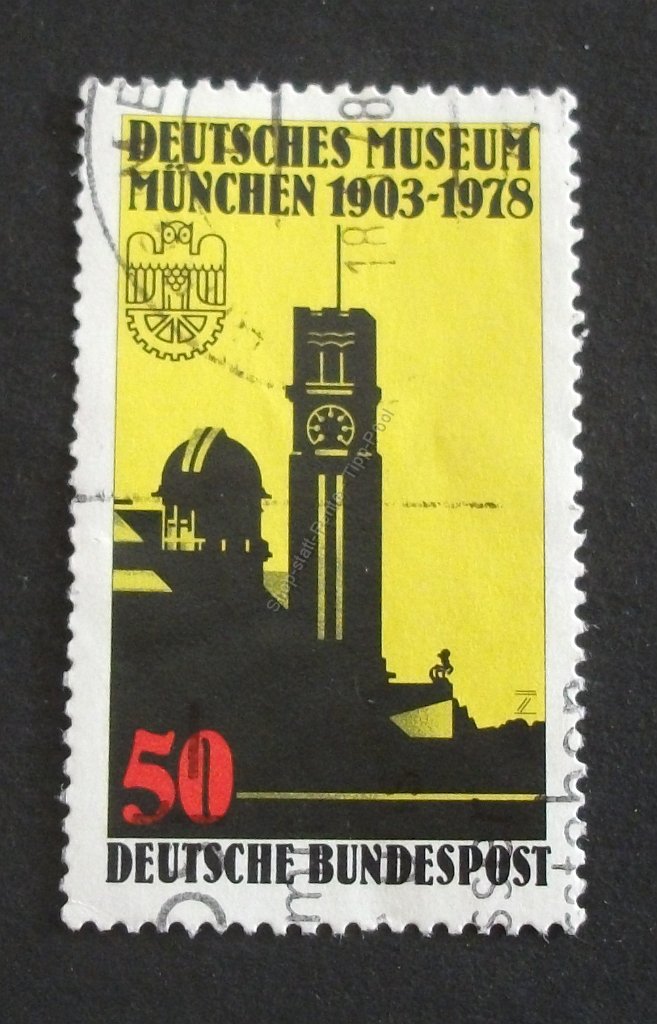 DEUTSCHES MUSEUM
MÜNCHEN 1903-1978
50
DEUTSCHE BUNDESPOST